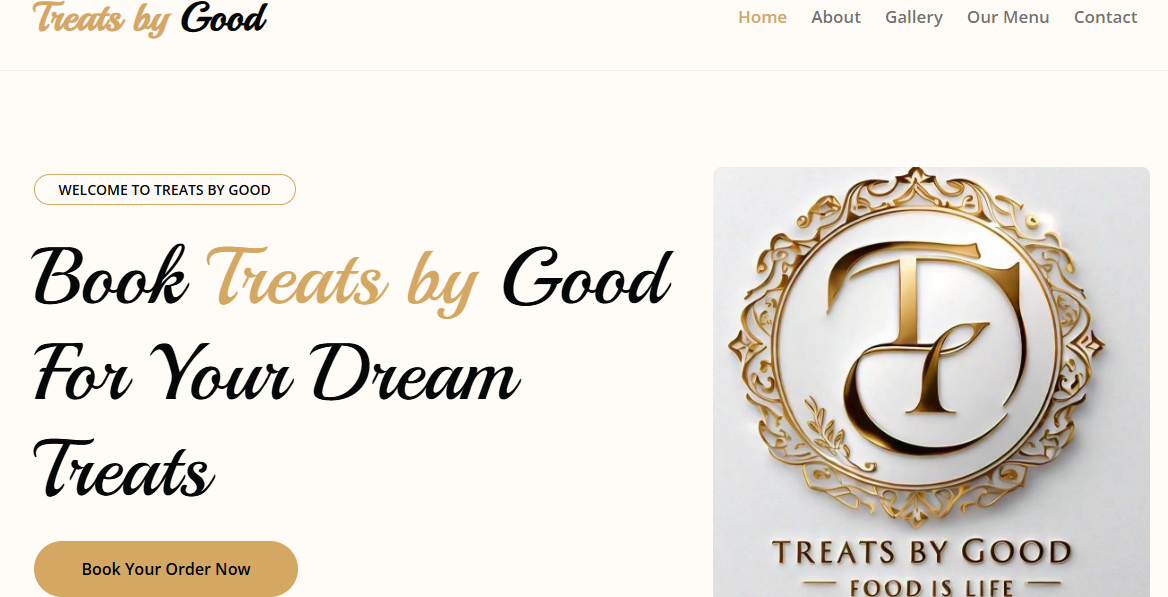 Treats by Good
Home About Gallery Our Menu Contact
WELCOME TO TREATS BY GOOD
Book Treats by Good
For Your Dream
Treats
Book Your Order Now
TREATS BY GOOD
FOOD IS LIFE